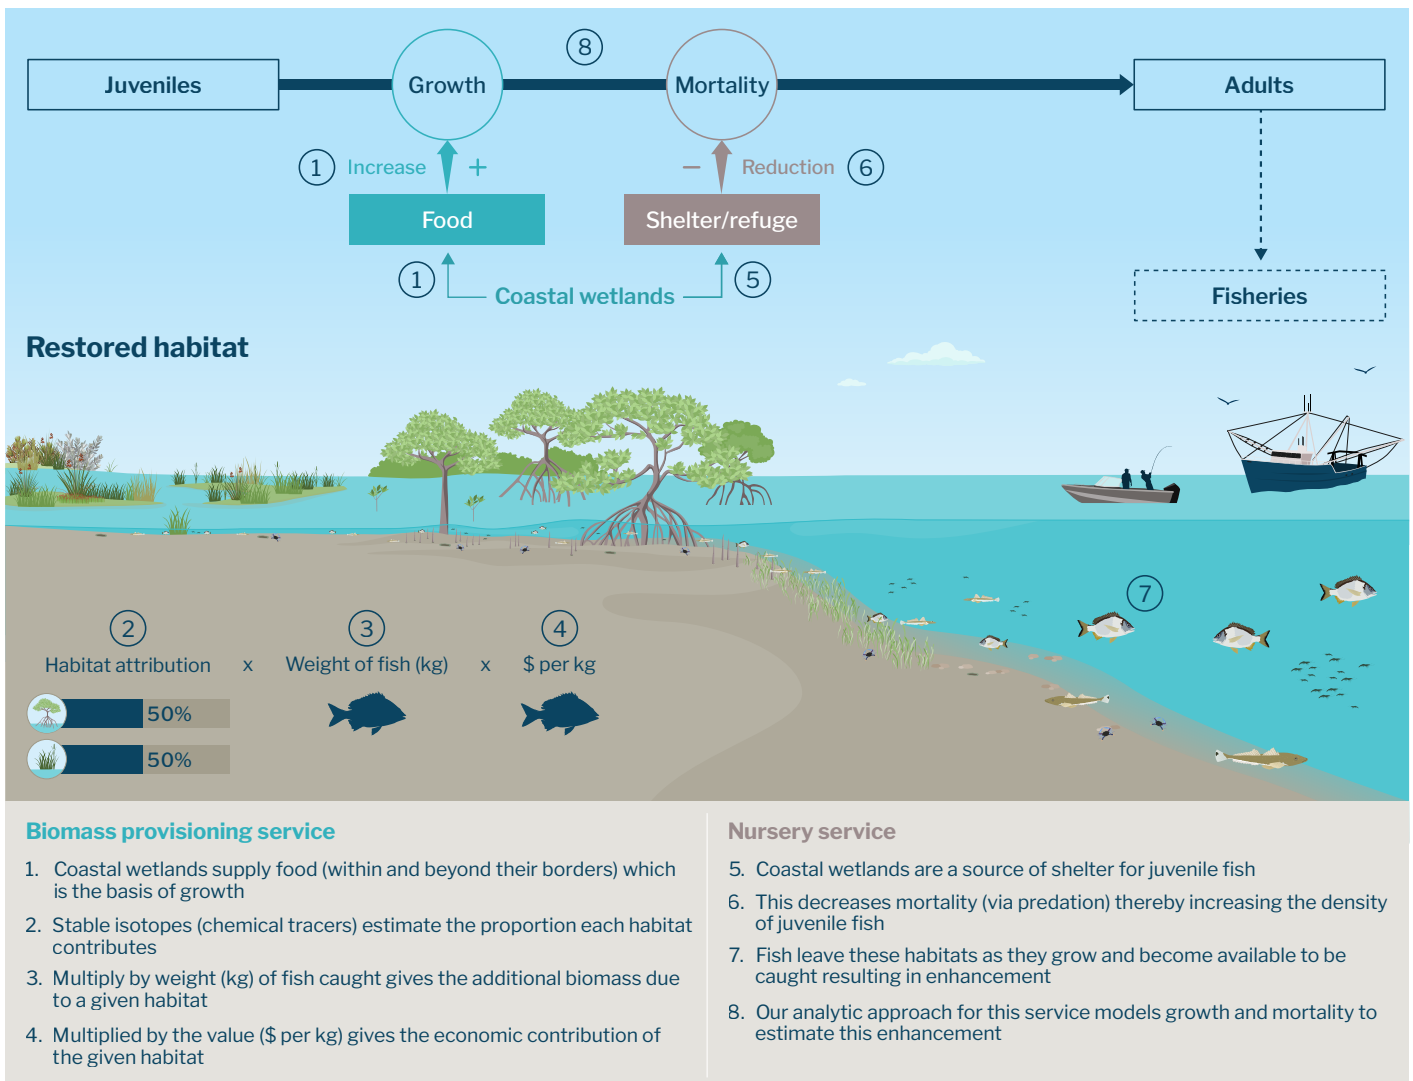 8
Juveniles
Growth
Mortality
Adults
1 Increase +
− Reduction 6
Food
Shelter/refuge
1
5
Coastal wetlands
Fisheries
Restored habitat
7
2
3
4
Habitat attribution x Weight of fish (kg) x $ per kg
50%
50%
Biomass provisioning service
1. Coastal wetlands supply food (within and beyond their borders) which
is the basis of growth
2. Stable isotopes (chemical tracers) estimate the proportion each habitat
contributes
3. Multiply by weight (kg) of fish caught gives the additional biomass due
to a given habitat
4. Multiplied by the value ($ per kg) gives the economic contribution of
the given habitat
Nursery service
5. Coastal wetlands are a source of shelter for juvenile fish
6. This decreases mortality (via predation) thereby increasing the density
of juvenile fish
7. Fish leave these habitats as they grow and become available to be
caught resulting in enhancement
8. Our analytic approach for this service models growth and mortality to
estimate this enhancement